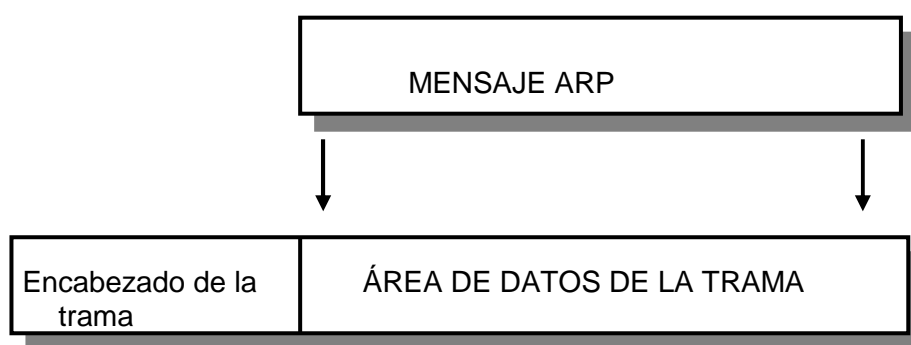 MENSAJE ARP
Encabezado de la
trama
ÁREA DE DATOS DE LA TRAMA